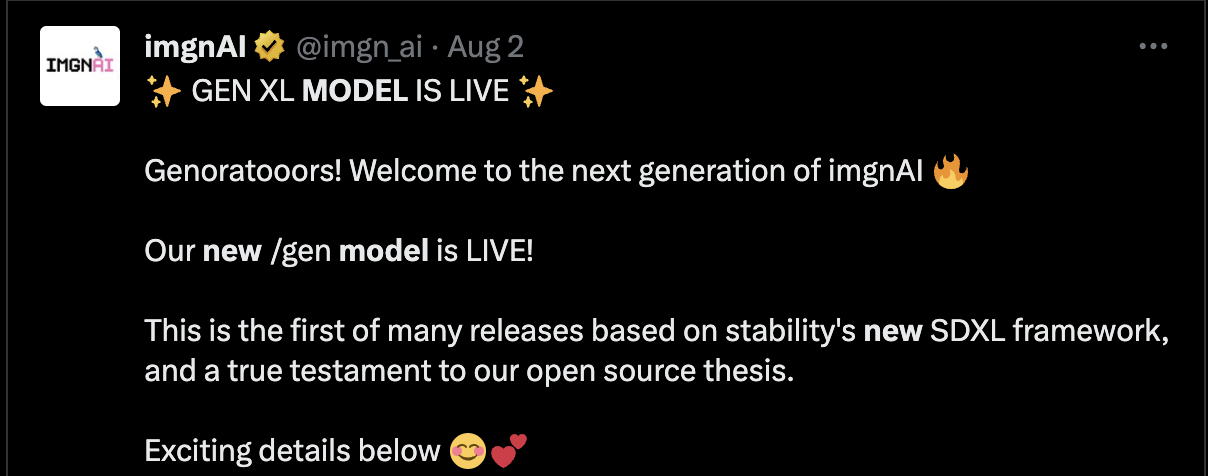 IMGNAI
imgnAI @imgn_ai · Aug 2
✨ GEN XL MODEL IS LIVE ✨
Genoratooors! Welcome to the next generation of imgnAI 🔥
Our new /gen model is LIVE!
This is the first of many releases based on stability's new SDXL framework,
and a true testament to our open source thesis.
Exciting details below 😊💕